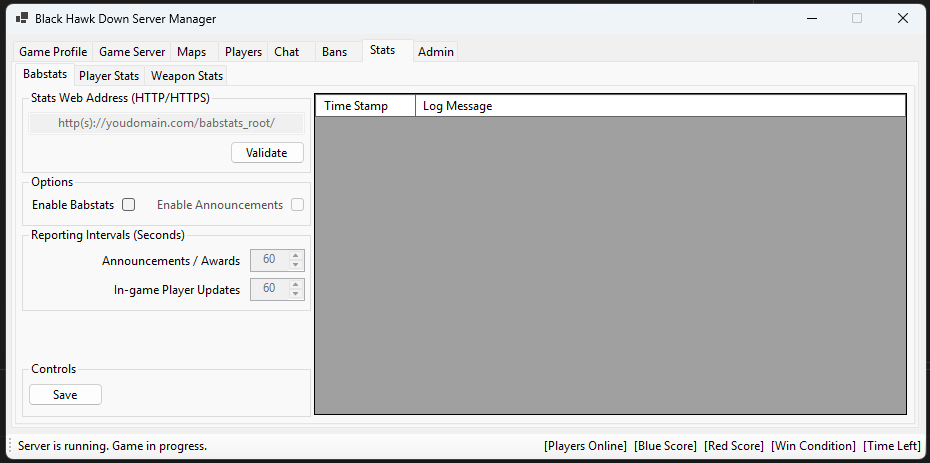 Black Hawk Down Server Manager
Game Profile Game Server Maps Players Chat Bans Stats Admin
Babstats Player Stats Weapon Stats
Stats Web Address (HTTP/HTTPS)
http(s)://youdomain.com/babstats_root/
Validate
Options
Enable Babstats Enable Announcements
Reporting Intervals (Seconds)
Announcements / Awards 60
In-game Player Updates 60
Controls
Save
Time Stamp Log Message
Server is running. Game in progress. [Players Online] [Blue Score] [Red Score] [Win Condition] [Time Left]